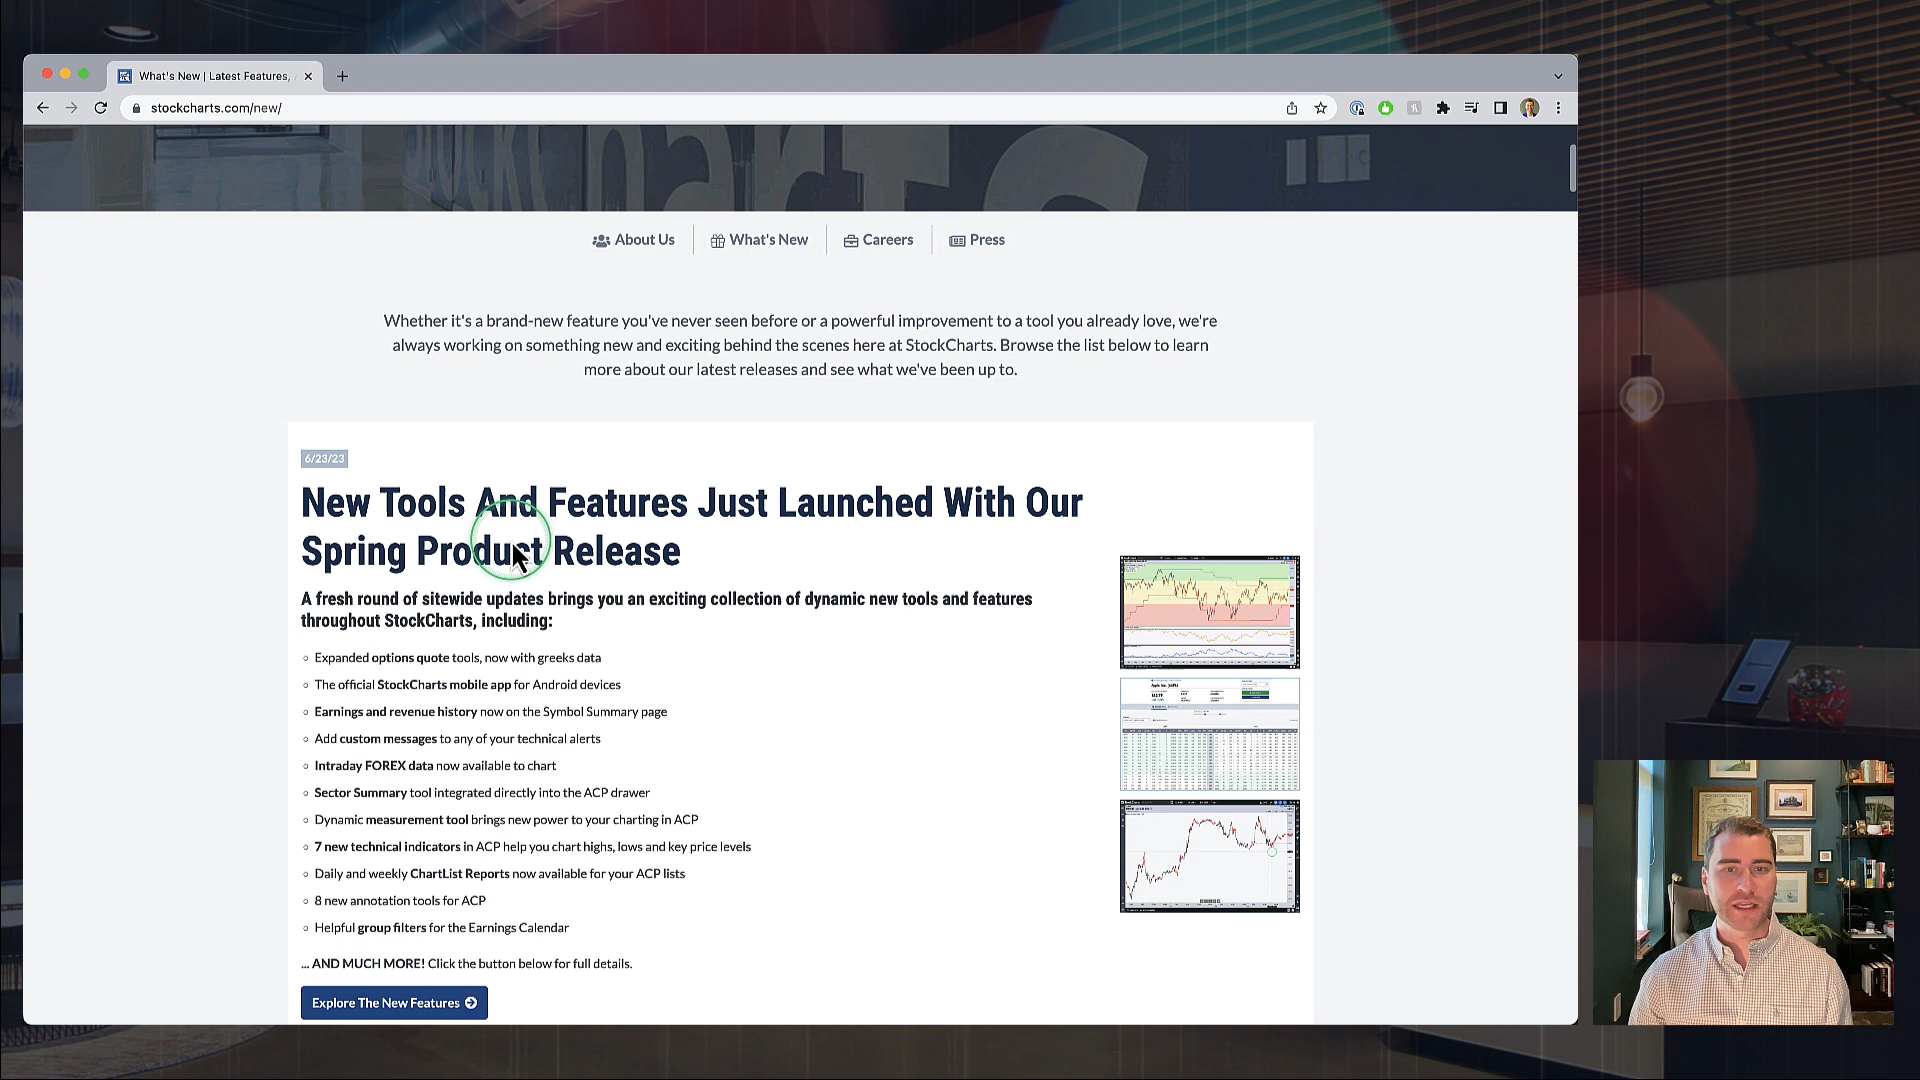 What's New | Latest Features,
stockcharts.com/new/
StockCharts
About Us
What's New
Careers
Press
Whether it's a brand-new feature you've never seen before or a powerful improvement to a tool you already love, we're
always working on something new and exciting behind the scenes here at StockCharts. Browse the list below to learn
more about our latest releases and see what we've been up to.
6/23/23
New Tools And Features Just Launched With Our
Spring Product Release
A fresh round of sitewide updates brings you an exciting collection of dynamic new tools and features
throughout StockCharts, including:
Expanded options quote tools, now with greeks data
The official StockCharts mobile app for Android devices
Earnings and revenue history now on the Symbol Summary page
Add custom messages to any of your technical alerts
Intraday FOREX data now available to chart
Sector Summary tool integrated directly into the ACP drawer
Dynamic measurement tool brings new power to your charting in ACP
7 new technical indicators in ACP help you chart highs, lows and key price levels
Daily and weekly ChartList Reports now available for your ACP lists
8 new annotation tools for ACP
Helpful group filters for the Earnings Calendar
... AND MUCH MORE! Click the button below for full details.
Explore The New Features